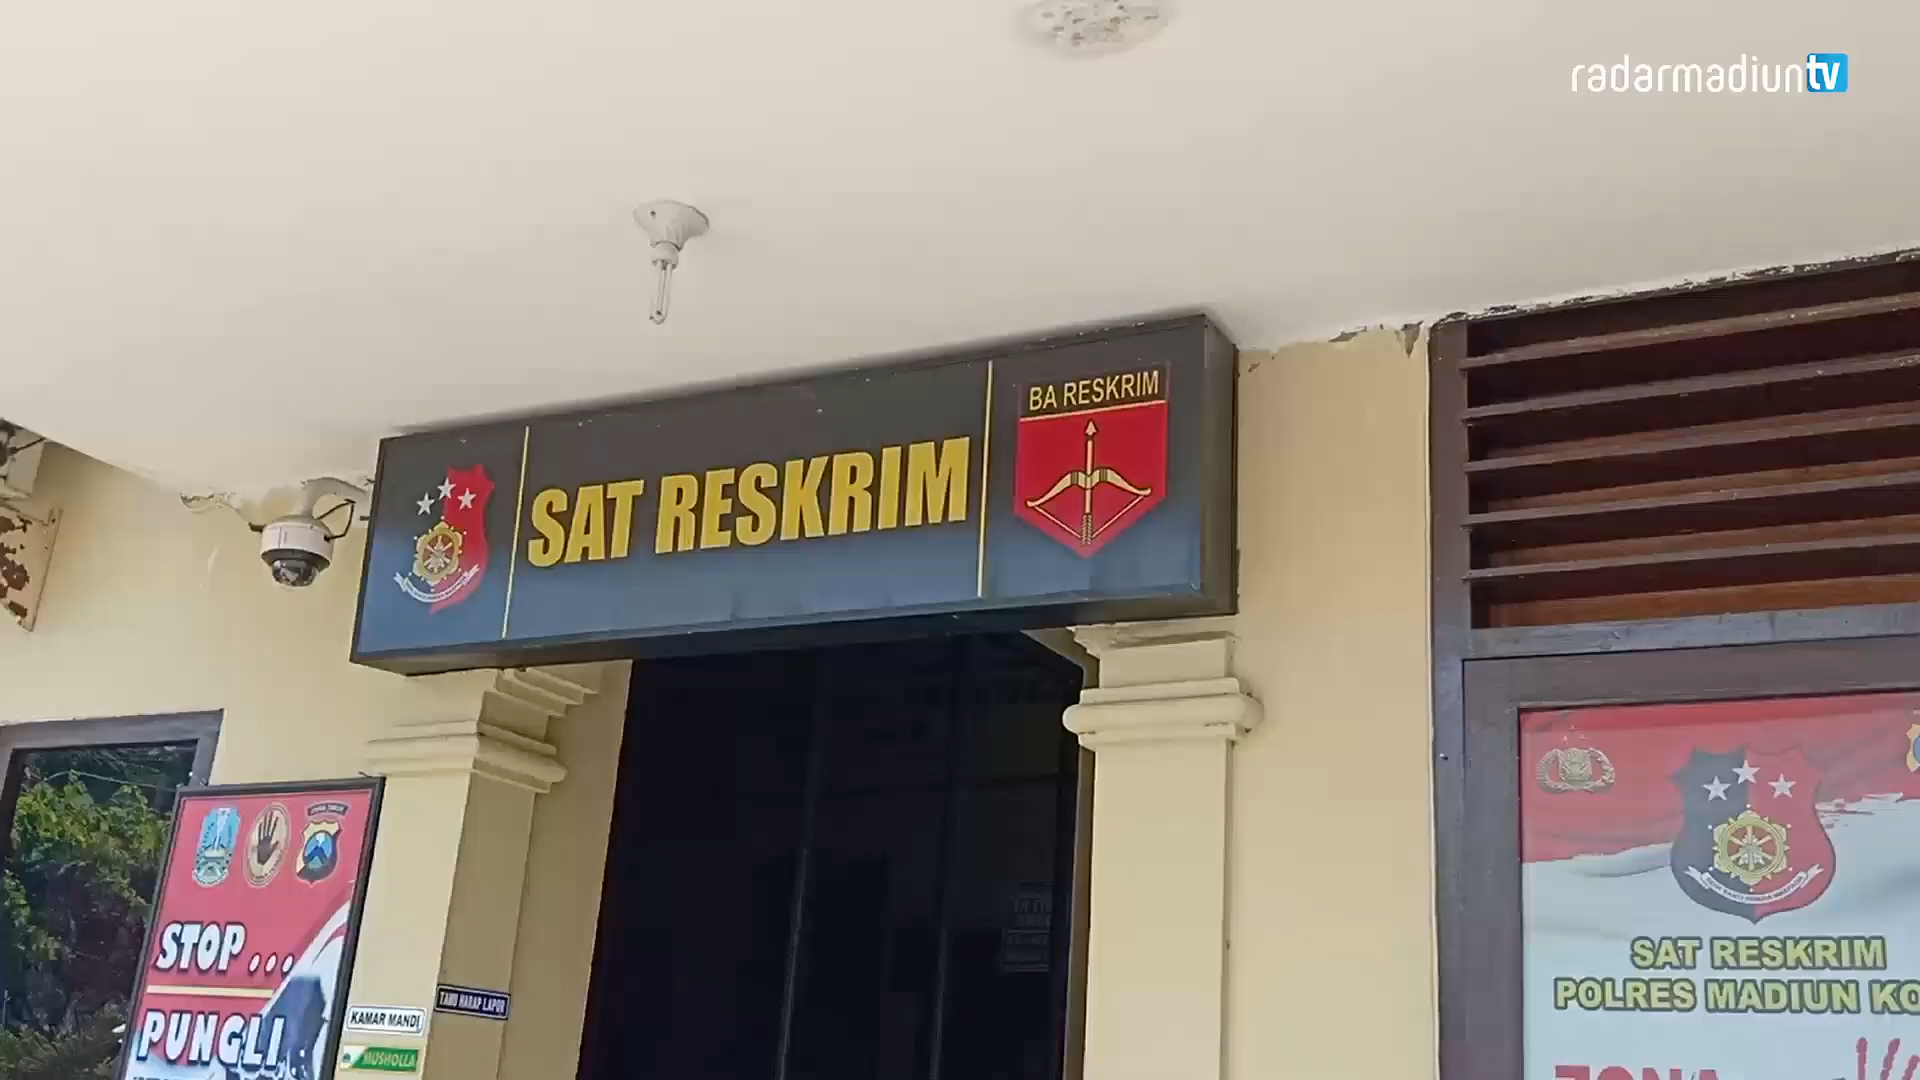 radarmadiuntv
BA RESKRIM
SAT RESKRIM
STOP...
PUNGLI
TAMU HARAP LAPOR
KAMAR MANDI
MUSHOLLA
SAT RESKRIM
POLRES MADIUN KO